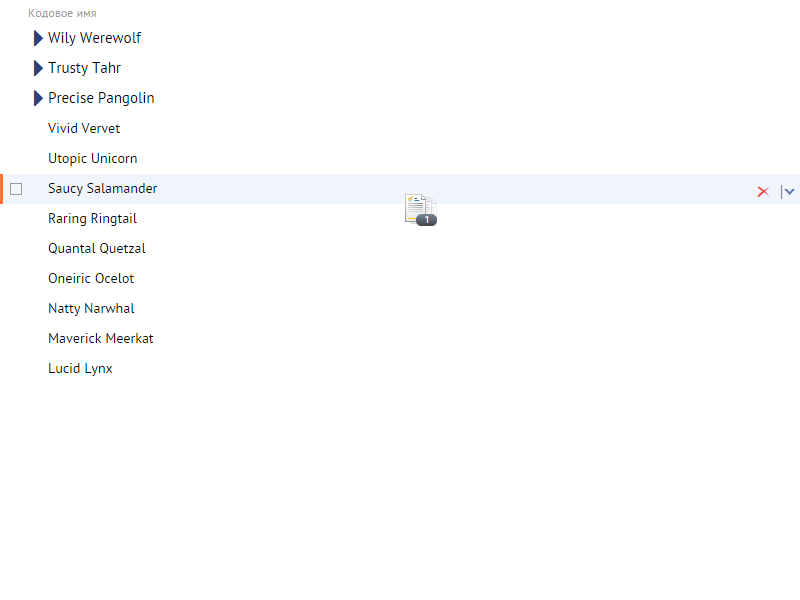 Кодовое имя
Wily Werewolf
Trusty Tahr
Precise Pangolin
Vivid Vervet
Utopic Unicorn
Saucy Salamander
1
Raring Ringtail
Quantal Quetzal
Oneiric Ocelot
Natty Narwhal
Maverick Meerkat
Lucid Lynx